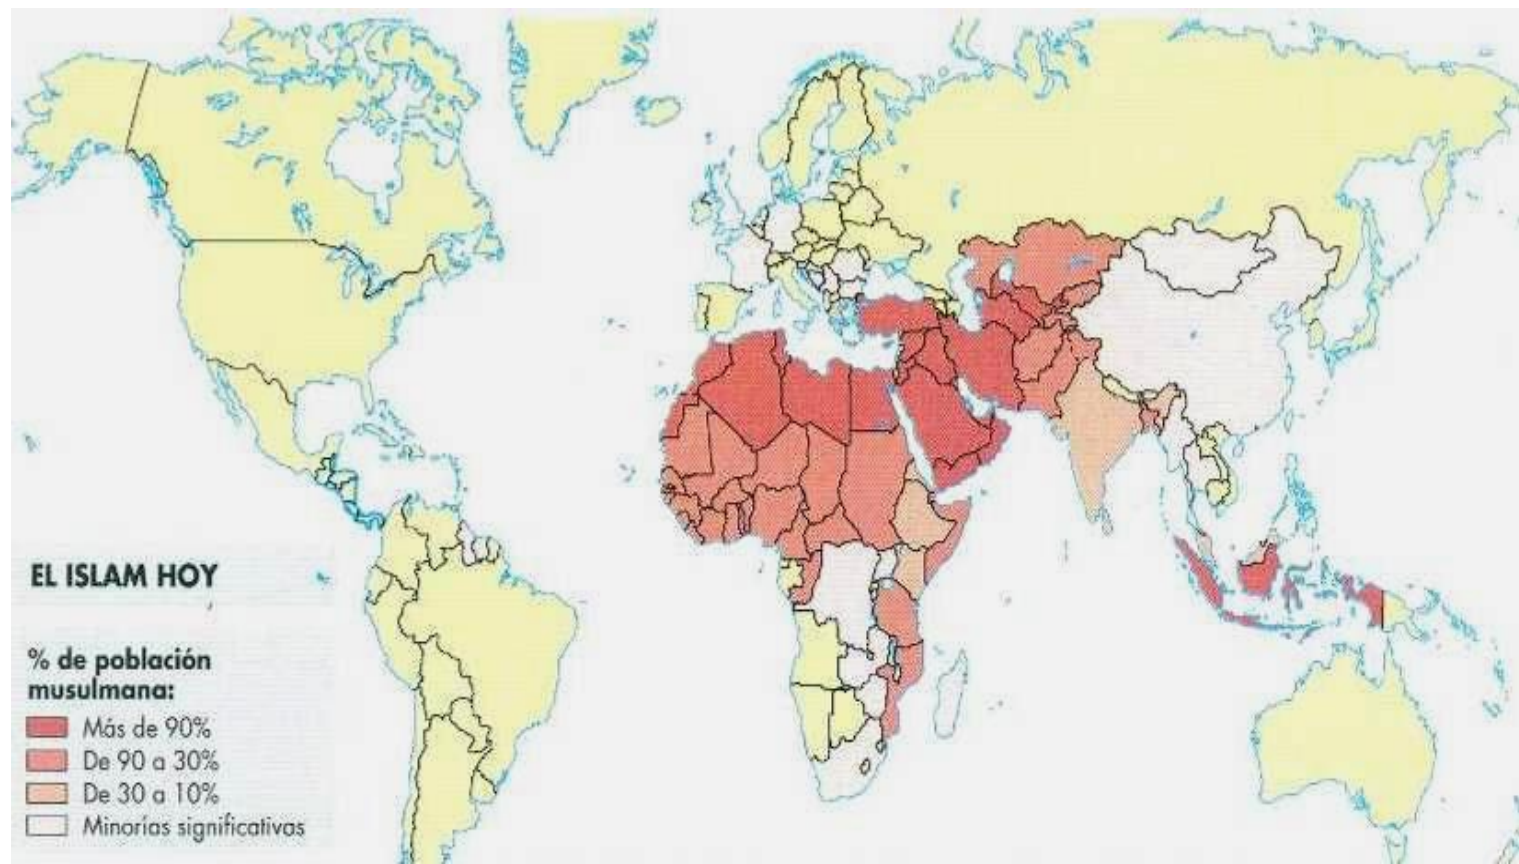 EL ISLAM HOY
% de población
musulmana:
Más de 90%
De 90 a 30%
De 30 a 10%
Minorías significativas